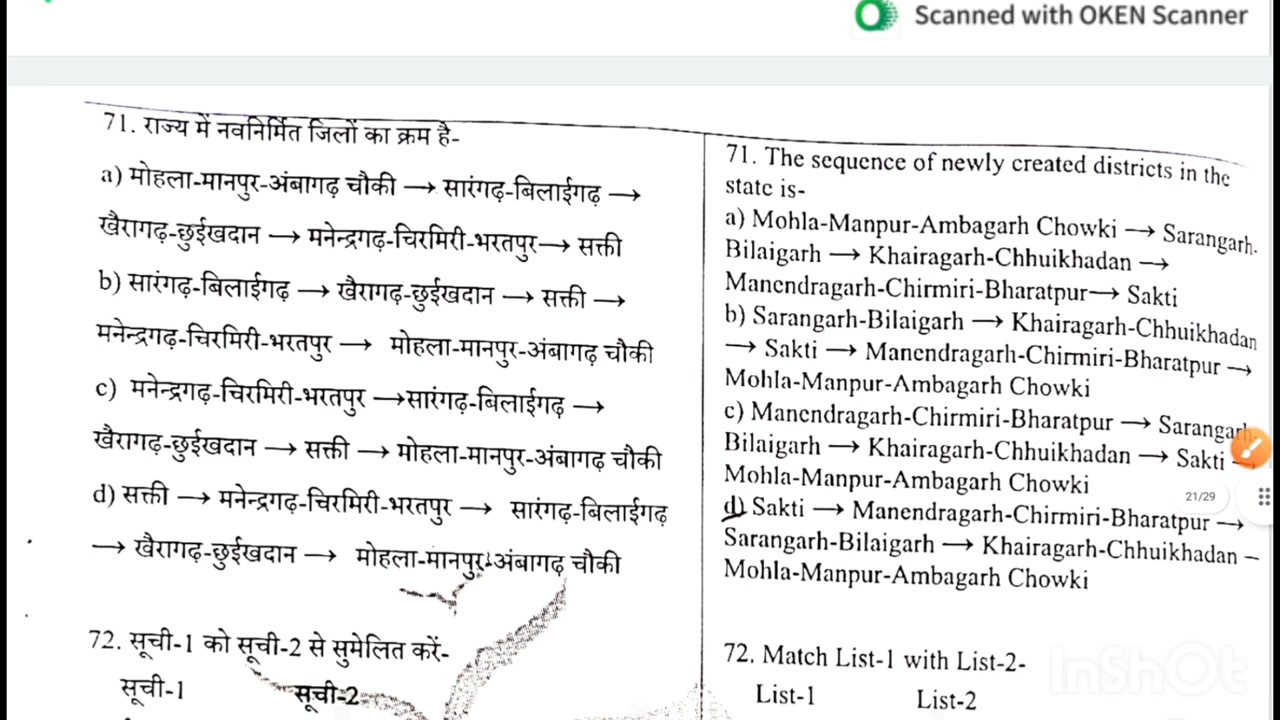 Scanned with OKEN Scanner
71. राज्य में नवनिर्मित जिलों का क्रम है-
a) मोहला-मानपुर-अंबागढ़ चौकी → सारंगढ़-बिलाईगढ़ →
खैरागढ़-छुईखदान → मनेन्द्रगढ़-चिरमिरी-भरतपुर→ सक्ती
b) सारंगढ़-बिलाईगढ़ → खैरागढ़-छुईखदान → सक्ती →
मनेन्द्रगढ़-चिरमिरी-भरतपुर → मोहला-मानपुर-अंबागढ़ चौकी
c) मनेन्द्रगढ़-चिरमिरी-भरतपुर →सारंगढ़-बिलाईगढ़ →
खैरागढ़-छुईखदान → सक्ती → मोहला-मानपुर-अंबागढ़ चौकी
d) सक्ती → मनेन्द्रगढ़-चिरमिरी-भरतपुर → सारंगढ़-बिलाईगढ़
→ खैरागढ़-छुईखदान → मोहला-मानपुर-अंबागढ़ चौकी
72. सूची-1 को सूची-2 से सुमेलित करें-
सूची-1 सूची-2
71. The sequence of newly created districts in the
state is-
a) Mohla-Manpur-Ambagarh Chowki → Sarangarh-
Bilaigarh → Khairagarh-Chhuikhadan →
Manendragarh-Chirmiri-Bharatpur→ Sakti
b) Sarangarh-Bilaigarh → Khairagarh-Chhuikhadan
→ Sakti → Manendragarh-Chirmiri-Bharatpur →
Mohla-Manpur-Ambagarh Chowki
c) Manendragarh-Chirmiri-Bharatpur → Sarangarh-
Bilaigarh → Khairagarh-Chhuikhadan → Sakti →
Mohla-Manpur-Ambagarh Chowki
d) Sakti → Manendragarh-Chirmiri-Bharatpur →
Sarangarh-Bilaigarh → Khairagarh-Chhuikhadan –
Mohla-Manpur-Ambagarh Chowki
21/29
72. Match List-1 with List-2-
List-1 List-2
InShOt